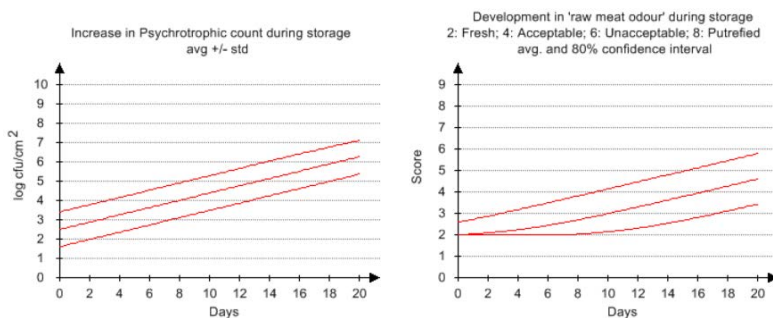 Increase in Psychrotrophic count during storage
avg +/- std
10
9
8
7
6
5
4
3
2
1
0
log cfu/cm2
0 2 4 6 8 10 12 14 16 18 20
Days
Development in 'raw meat odour' during storage
2: Fresh; 4: Acceptable; 6: Unacceptable; 8: Putrefied
avg. and 80% confidence interval
9
8
7
6
5
4
3
2
1
0
Score
0 2 4 6 8 10 12 14 16 18 20
Days